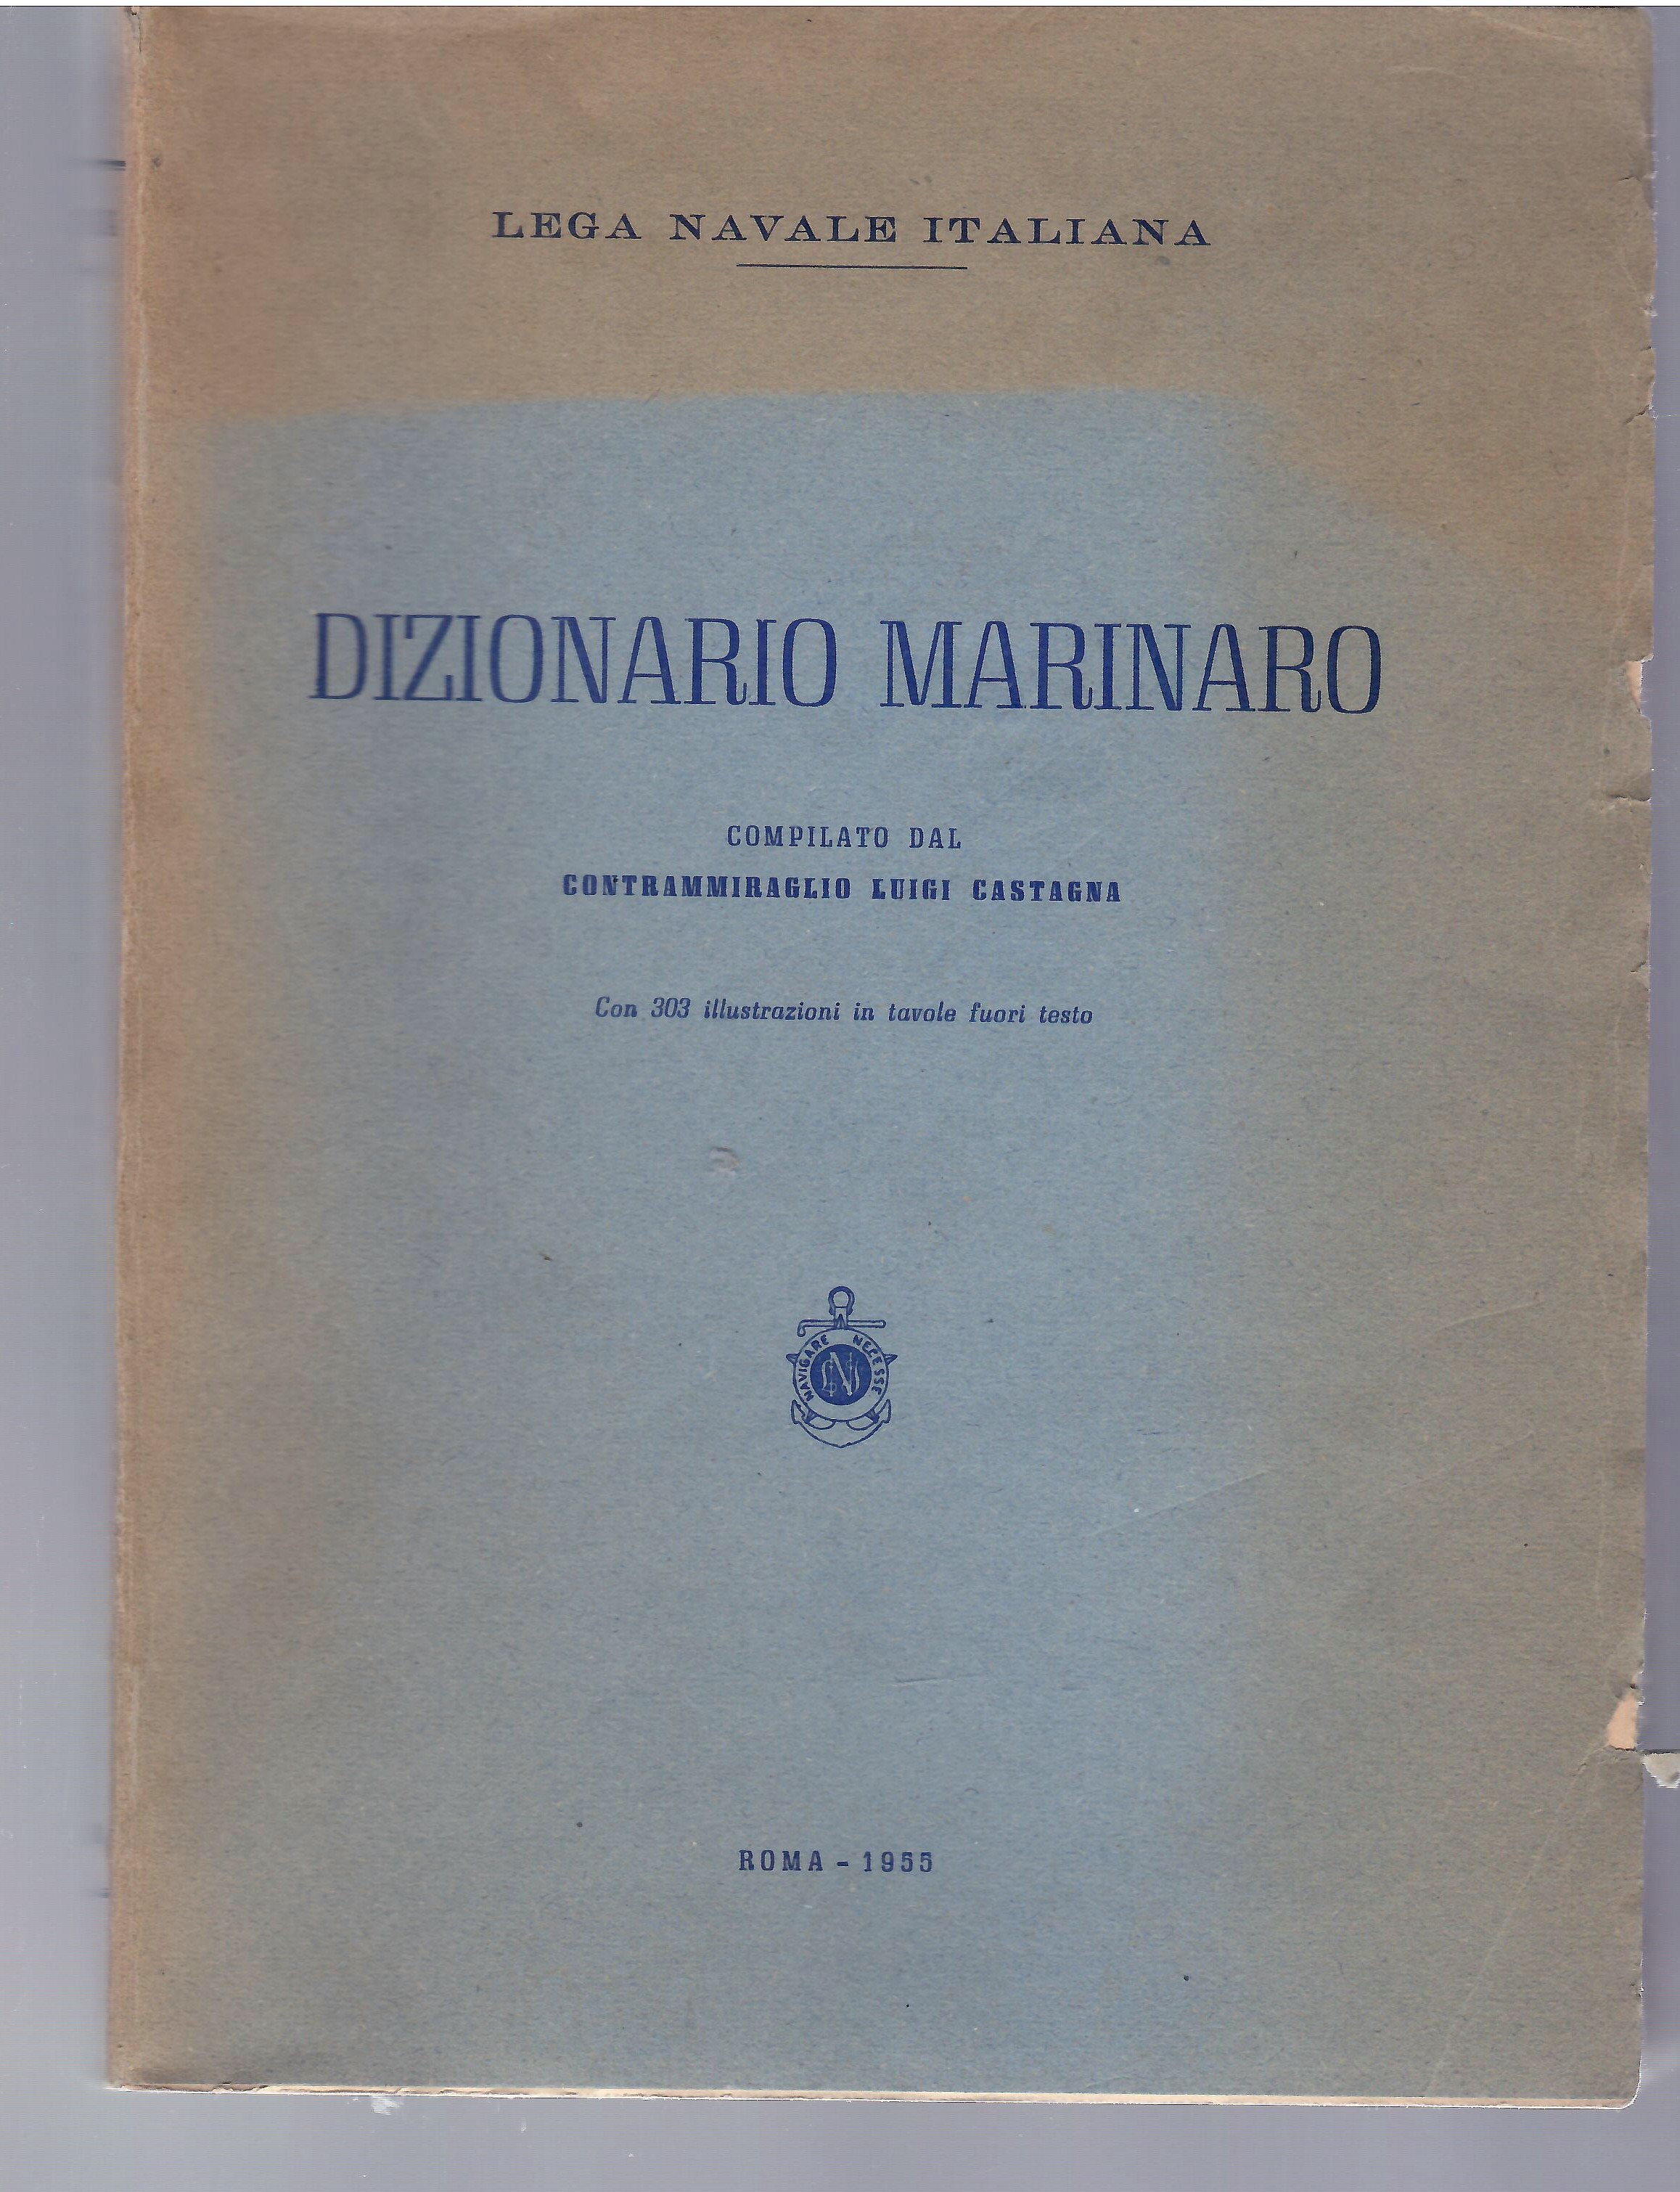 LEGA NAVALE ITALIANA
DIZIONARIO MARINARO
COMPILATO DAL
CONTRAMMIRAGLIO LUIGI CASTAGNA
Con 303 illustrazioni in tavole fuori testo
NAVIGARE NECESSE
LNI
ROMA - 1955